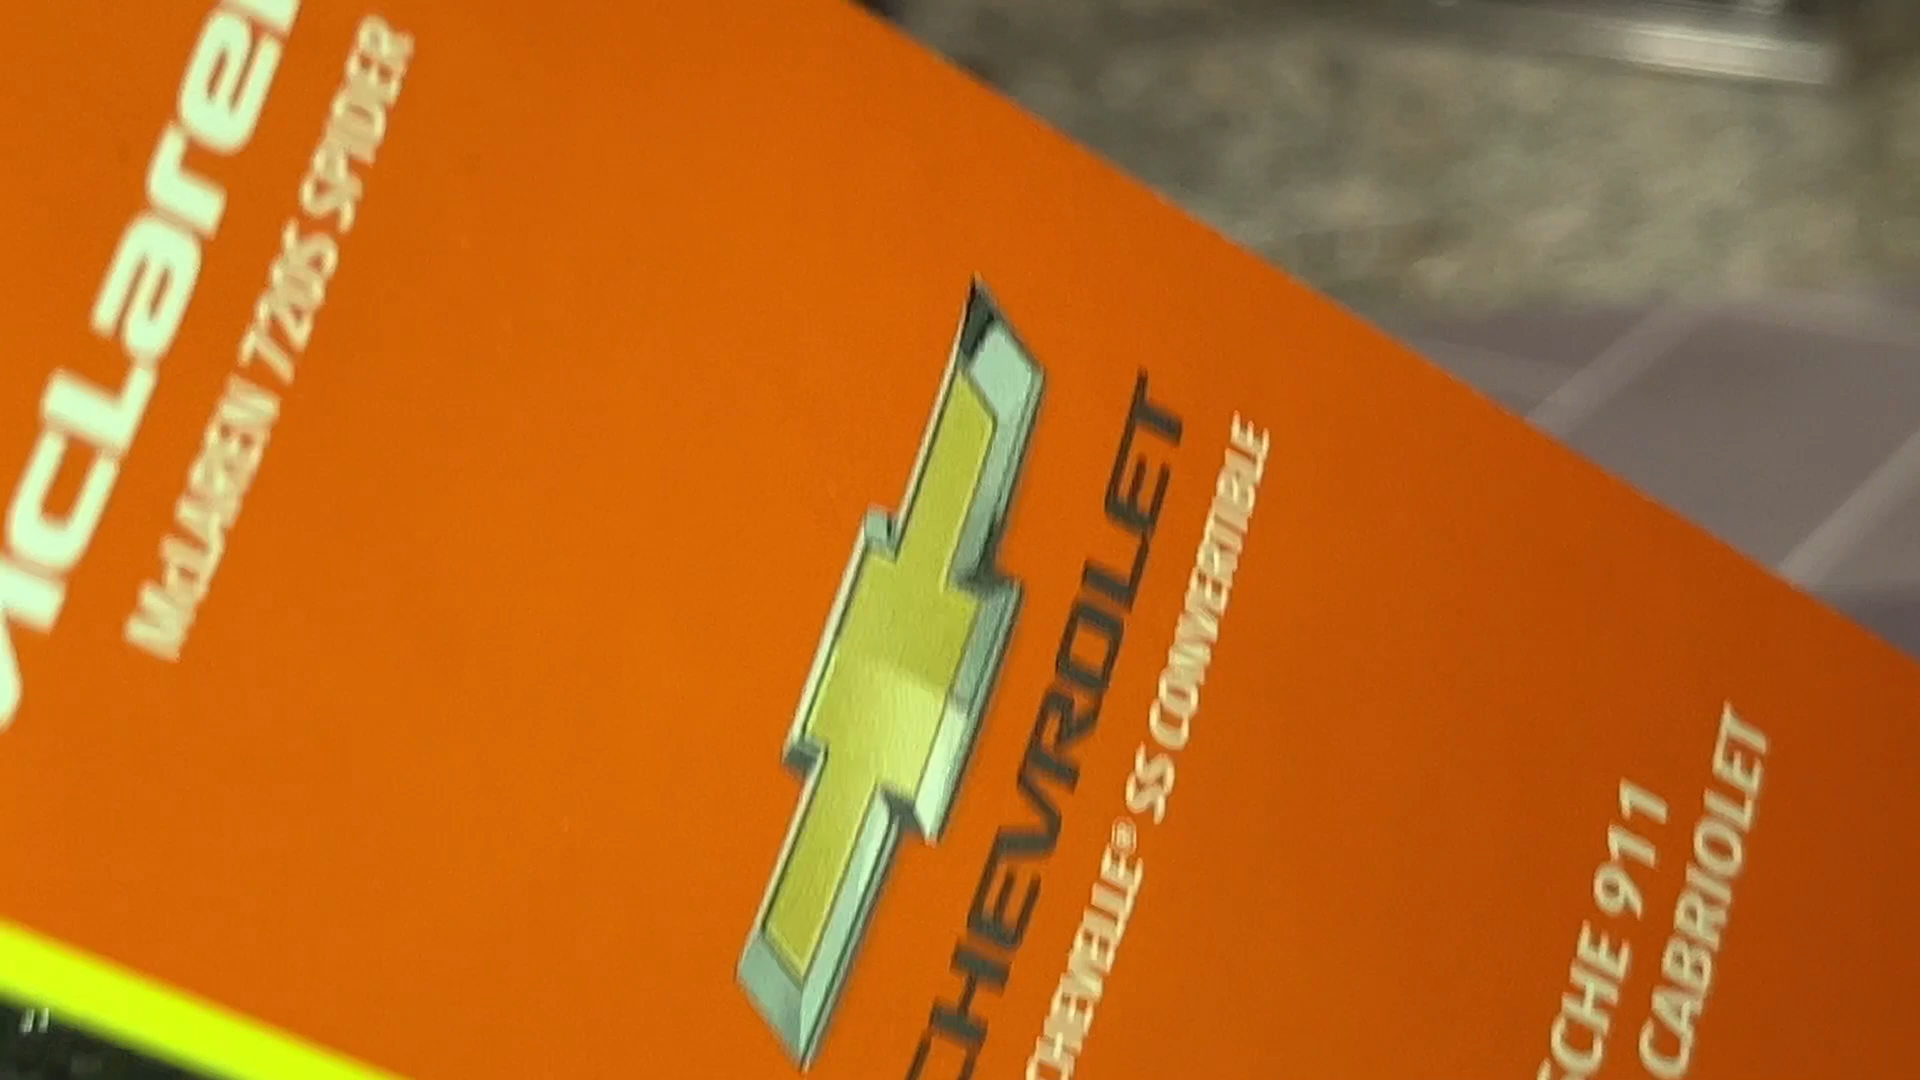 McLaren
McLAREN 720S SPIDER
CHEVROLET
CHEVELLE® SS CONVERTIBLE
911
CABRIOLET